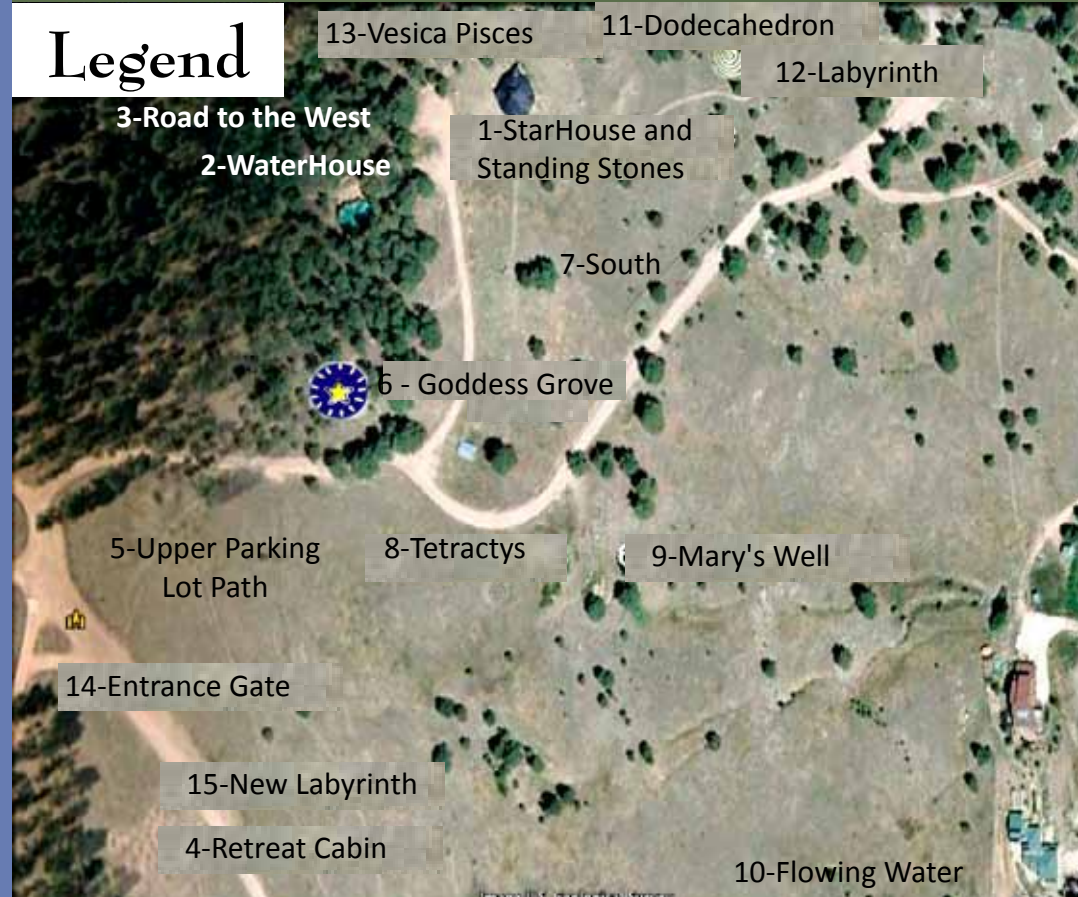 Legend
13-Vesica Pisces
11-Dodecahedron
12-Labyrinth
3-Road to the West
2-WaterHouse
1-StarHouse and
Standing Stones
7-South
6 - Goddess Grove
5-Upper Parking
Lot Path
8-Tetractys
9-Mary's Well
14-Entrance Gate
15-New Labyrinth
4-Retreat Cabin
10-Flowing Water